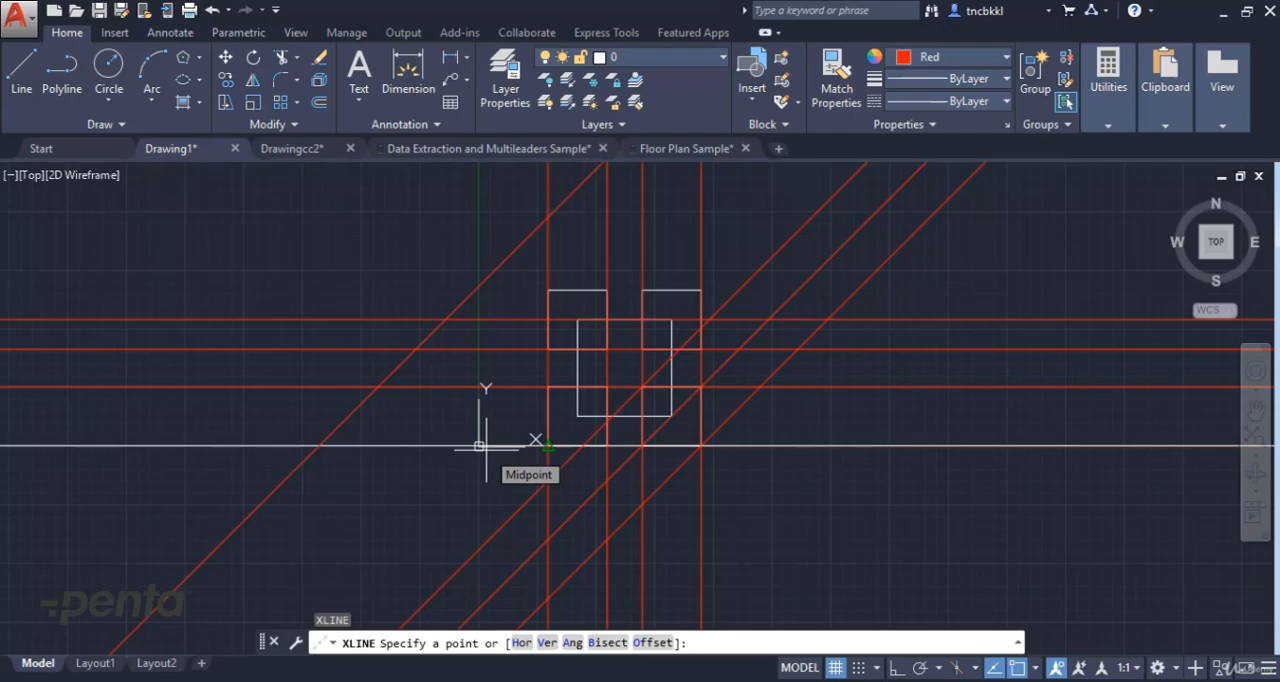 Type a keyword or phrase
tncbkkl
Home Insert Annotate Parametric View Manage Output Add-ins Collaborate Express Tools Featured Apps
0
Red
ByLayer
ByLayer
Line Polyline Circle Arc Text Dimension Layer Properties Insert Match Properties Group Utilities Clipboard View
Draw Modify Annotation Layers Block Properties Groups
Start Drawing1* Drawingcc2* Data Extraction and Multileaders Sample* Floor Plan Sample*
[−][Top][2D Wireframe]
N
W TOP E
S
WCS
Y
X
Midpoint
penta
XLINE
XLINE Specify a point or [Hor Ver Ang Bisect Offset]:
Model Layout1 Layout2
MODEL 1:1